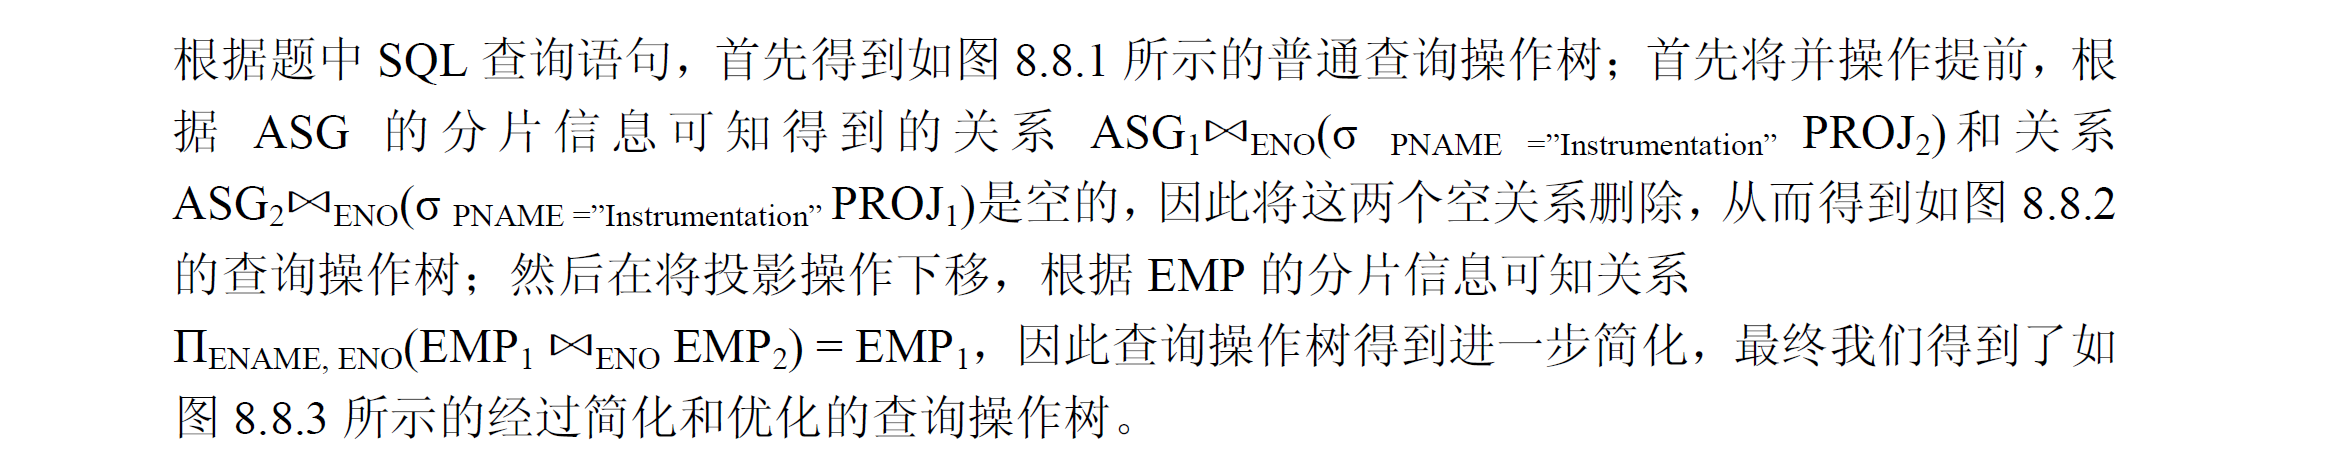 根据题中 SQL 查询语句，首先得到如图 8.8.1 所示的普通查询操作树；首先将并操作提前，根
据 ASG 的分片信息可知得到的关系 ASG₁⋈ENO(σ PNAME =”Instrumentation” PROJ₂)和关系
ASG₂⋈ENO(σ PNAME =”Instrumentation” PROJ₁)是空的，因此将这两个空关系删除，从而得到如图 8.8.2
的查询操作树；然后在将投影操作下移，根据 EMP 的分片信息可知关系
ΠENAME, ENO(EMP₁ ⋈ENO EMP₂) = EMP₁，因此查询操作树得到进一步简化，最终我们得到了如
图 8.8.3 所示的经过简化和优化的查询操作树。